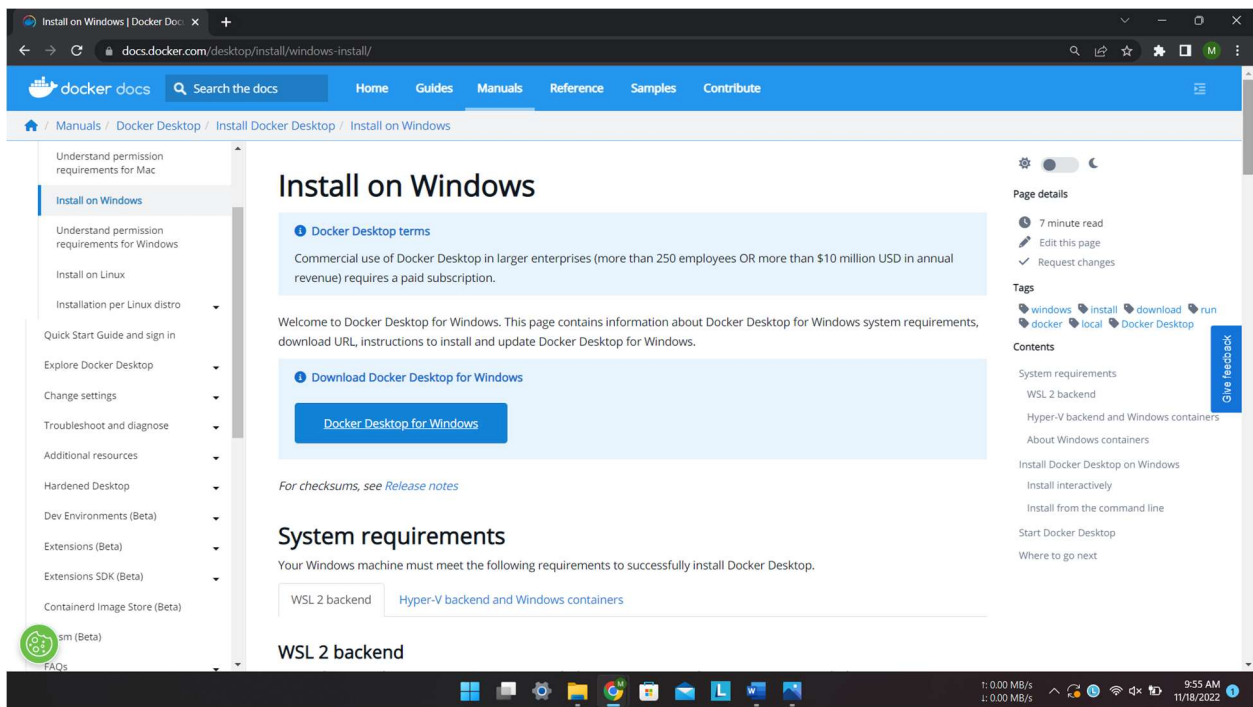 Install on Windows | Docker Doc
docs.docker.com/desktop/install/windows-install/
M
docker docs
Search the docs
Home
Guides
Manuals
Reference
Samples
Contribute
/ Manuals / Docker Desktop / Install Docker Desktop / Install on Windows
Understand permission
requirements for Mac
Install on Windows
Understand permission
requirements for Windows
Install on Linux
Installation per Linux distro
Quick Start Guide and sign in
Explore Docker Desktop
Change settings
Troubleshoot and diagnose
Additional resources
Hardened Desktop
Dev Environments (Beta)
Extensions (Beta)
Extensions SDK (Beta)
Containerd Image Store (Beta)
sm (Beta)
FAQs
Install on Windows
Docker Desktop terms
Commercial use of Docker Desktop in larger enterprises (more than 250 employees OR more than $10 million USD in annual
revenue) requires a paid subscription.
Welcome to Docker Desktop for Windows. This page contains information about Docker Desktop for Windows system requirements,
download URL, instructions to install and update Docker Desktop for Windows.
Download Docker Desktop for Windows
Docker Desktop for Windows
For checksums, see Release notes
System requirements
Your Windows machine must meet the following requirements to successfully install Docker Desktop.
WSL 2 backend
Hyper-V backend and Windows containers
WSL 2 backend
Page details
7 minute read
Edit this page
Request changes
Tags
windows install download run
docker local Docker Desktop
Contents
System requirements
WSL 2 backend
Hyper-V backend and Windows containers
About Windows containers
Install Docker Desktop on Windows
Install interactively
Install from the command line
Start Docker Desktop
Where to go next
Give feedback
↑: 0.00 MB/s
↓: 0.00 MB/s
9:55 AM
11/18/2022
1